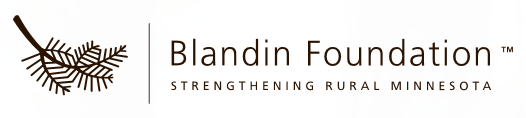 Blandin Foundation™
STRENGTHENING RURAL MINNESOTA